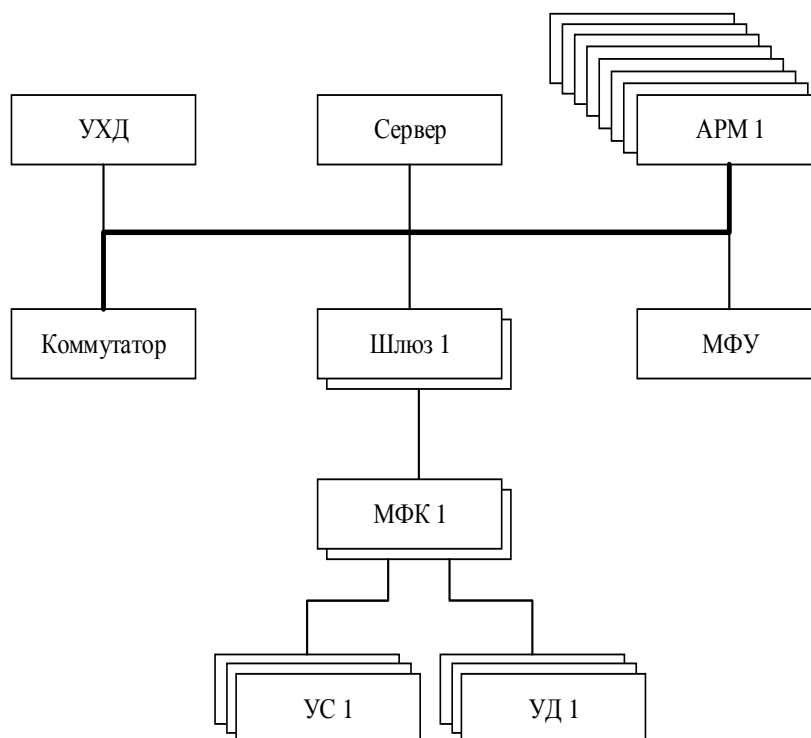 УХД
Сервер
АРМ 1
Коммутатор
Шлюз 1
МФУ
МФК 1
УС 1
УД 1